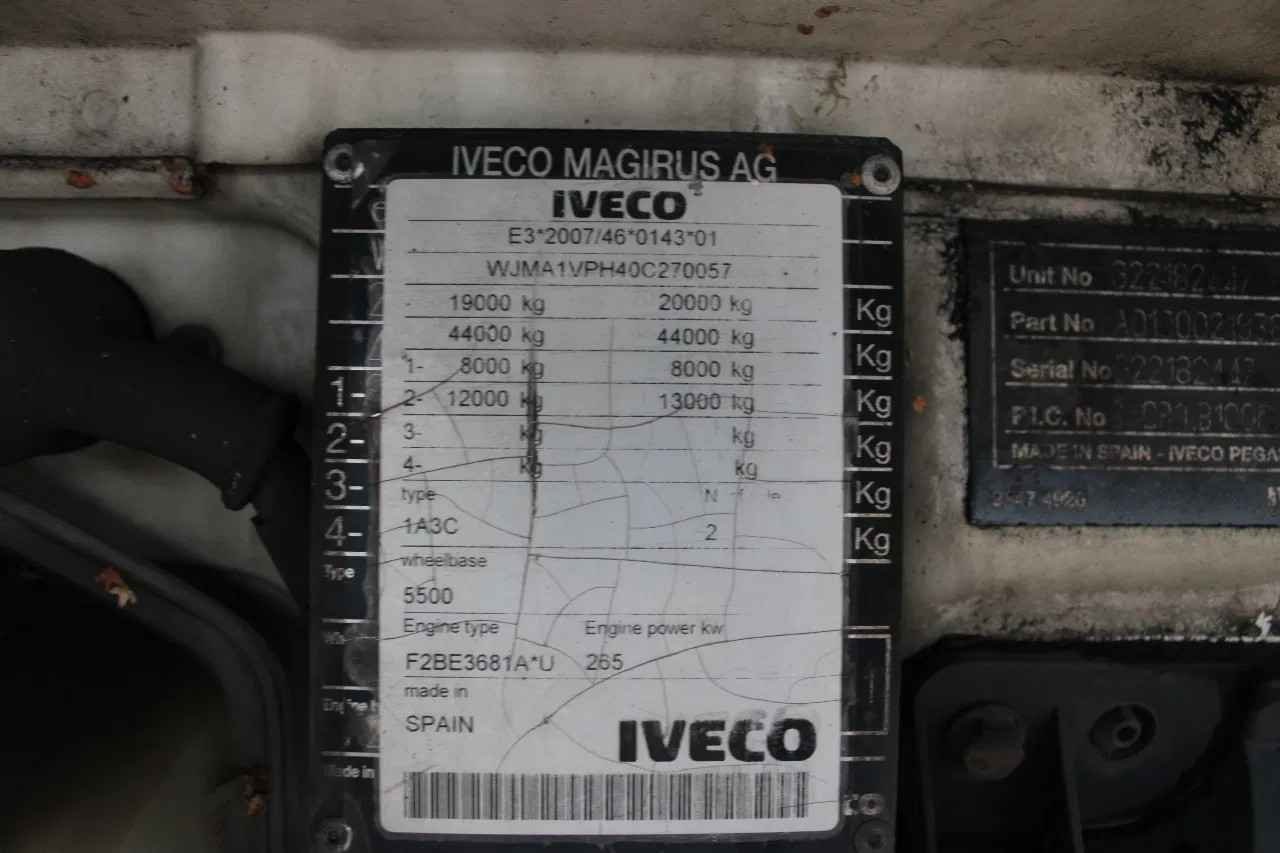 IVECO MAGIRUS AG
IVECO
E3*2007/46*0143*01
WJMA1VPH40C270057
19000 kg 20000 kg
44000 kg 44000 kg
1- 8000 kg 8000 kg
2- 12000 kg 13000 kg
3- kg kg
4- kg kg
type N
1A3C 2
wheelbase
5500
Engine type Engine power kw
F2BE3681A*U 265
made in
SPAIN
IVECO
Kg
Kg
1- Kg
2- Kg
3- Kg
4- Kg
Type
Made in
Unit No
Part No
Serial No
P.I.C. No
MADE IN SPAIN - IVECO PEGA